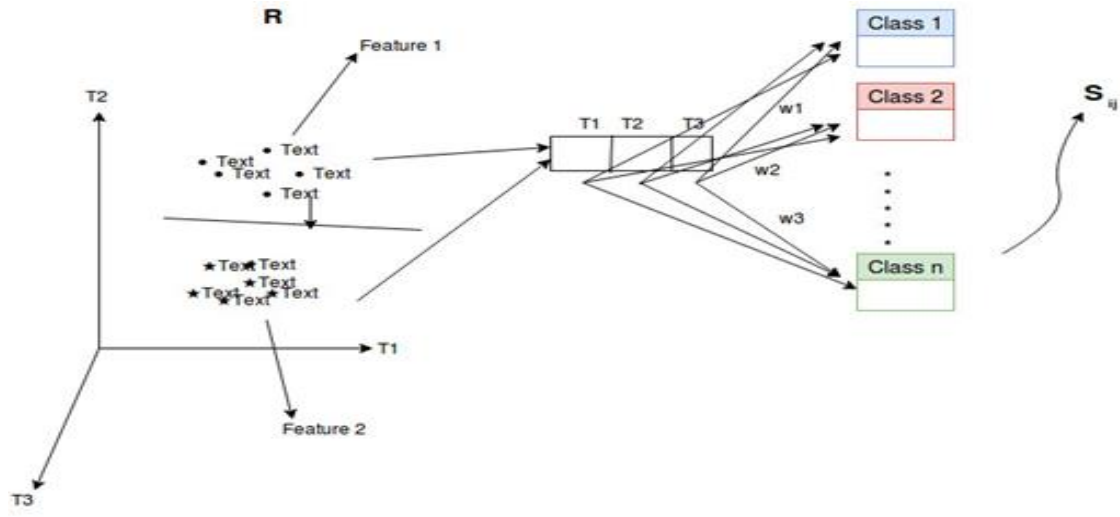 R
Feature 1
T2
Text
Text
Text
Text
Text
Text
Text
Text
Text
Text
Text
T1
Feature 2
T3
T1 T2 T3
w1
w2
w3
Class 1
Class 2
Class n
S ij